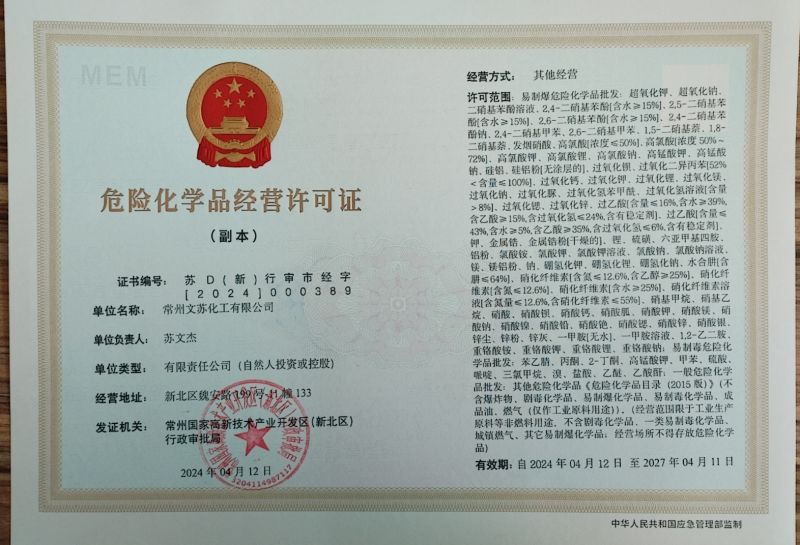 MEM
危险化学品经营许可证
（副本）
证书编号： 苏 D（新）行审市经字
［2024］000389
单位名称： 常州文苏化工有限公司
单位负责人： 苏文杰
单位类型： 有限责任公司（自然人投资或控股）
经营地址： 新北区魏安路 199 号-H 幢 133
发证机关： 常州国家高新技术产业开发区（新北区）
行政审批局
2024 年 04 月 12 日
3204114987117
经营方式： 其他经营
许可范围： 易制爆危险化学品批发：超氧化钾、超氧化钠、
二硝基苯酚溶液、2,4-二硝基苯酚[含水≥15%]、2,5-二硝基苯
酚[含水≥15%]、2,6-二硝基苯酚[含水≥15%]、2,4-二硝基苯
酚钠、2,4-二硝基甲苯、2,6-二硝基甲苯、1,5-二硝基萘、1,8-
二硝基萘、发烟硝酸、高氯酸[浓度≤50%]、高氯酸[浓度 50%～
72%]、高氯酸钾、高氯酸锂、高氯酸钠、高锰酸钾、高锰酸
钠、硅铝、硅铝粉[无涂层的]、过氧化钡、过氧化二异丙苯[52%
<含量≤100%]、过氧化钙、过氧化钾、过氧化锂、过氧化镁、
过氧化钠、过氧化脲、过氧化氢苯甲酰、过氧化氢溶液[含量
>8%]、过氧化锶、过氧化锌、过乙酸[含量≤16%,含水≥39%,
含乙酸≥15%,含过氧化氢≤24%,含有稳定剂]、过乙酸[含量≤
43%,含水≥5%,含乙酸≥35%,含过氧化氢≤6%,含有稳定剂]、
钾、金属锆、金属锆粉[干燥的]、锂、硫磺、六亚甲基四胺、
铝粉、氯酸铵、氯酸钾、氯酸钾溶液、氯酸钠、氯酸钠溶液、
镁、镁铝粉、钠、硼氢化钾、硼氢化锂、硼氢化钠、水合肼[含
肼≤64%]、硝化纤维素[含氮≤12.6%,含乙醇≥25%]、硝化纤
维素[含氮≤12.6%]、硝化纤维素[含水≥25%]、硝化纤维素溶液
[含氮量≤12.6%,含硝化纤维素≤55%]、硝基甲烷、硝基乙
烷、硝酸、硝酸钡、硝酸钙、硝酸胍、硝酸钾、硝酸镁、硝
酸钠、硝酸镍、硝酸铅、硝酸铯、硝酸锶、硝酸锌、硝酸银、
锌尘、锌粉、锌灰、一甲胺[无水]、一甲胺溶液、1,2-乙二胺、
重铬酸铵、重铬酸钾、重铬酸锂、重铬酸钠；易制毒危险化
学品批发：苯乙腈、丙酮、2-丁酮、高锰酸钾、甲苯、硫酸、
哌啶、三氯甲烷、溴、盐酸、乙醚、乙酸酐；一般危险化学
品批发：其他危险化学品《危险化学品目录（2015 版）》（不
含爆炸物、剧毒化学品、易制爆化学品、易制毒化学品、成
品油、燃气（仅作工业原料用途））、（经营范围限于工业生产
原料等非燃料用途、不含剧毒化学品、一类易制毒化学品、
城镇燃气、其它易制爆化学品；经营场所不得存放危险化学
品）
有效期： 自 2024 年 04 月 12 日 至 2027 年 04 月 11 日
中华人民共和国应急管理部监制